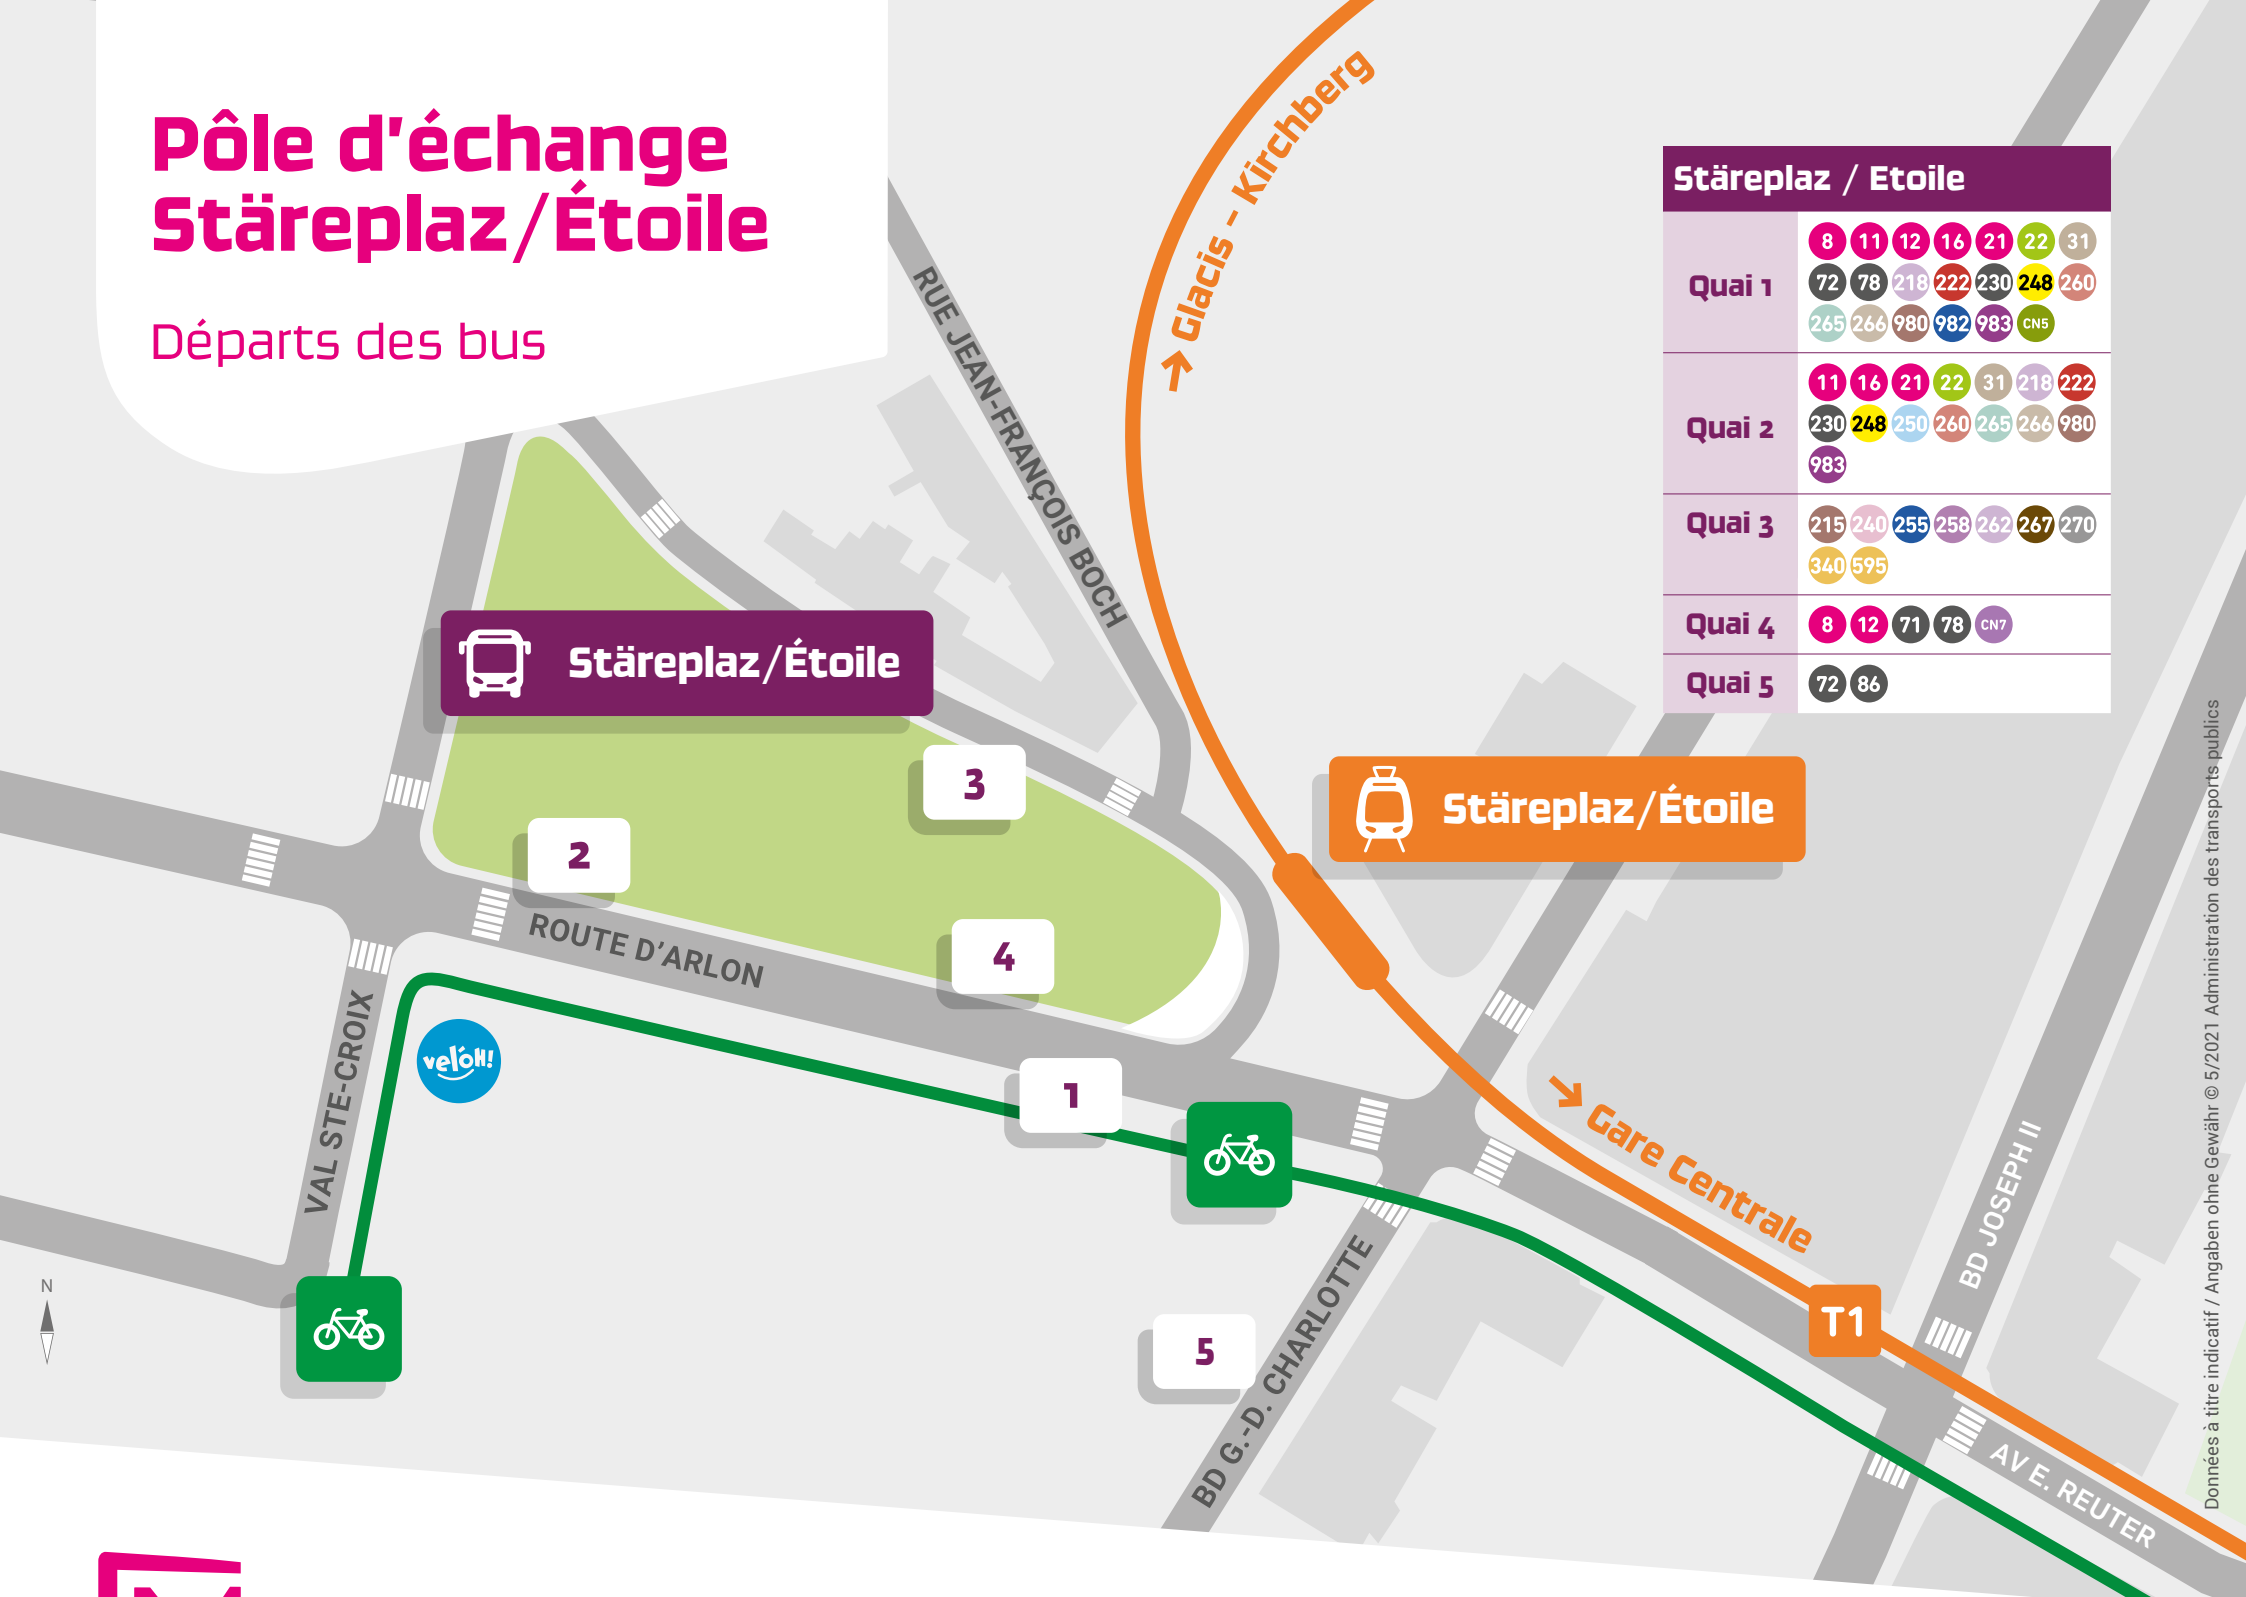 Pôle d'échange
Stäreplaz/Étoile
Départs des bus
RUE JEAN-FRANÇOIS BOCH
Glacis - Kirchberg
Stäreplaz / Etoile
Quai 1
8 11 12 16 21 22 31
72 78 218 222 230 248 260
265 266 980 982 983 CN5
Quai 2
11 16 21 22 31 218 222
230 248 250 260 265 266 980
983
Quai 3
215 240 255 258 262 267 270
340 595
Quai 4
8 12 71 78 CN7
Quai 5
72 86
Stäreplaz/Étoile
3
Stäreplaz/Étoile
2
ROUTE D'ARLON
4
VAL STE-CROIX
vel'oH!
1
Gare Centrale
BD JOSEPH II
N
5
BD G.-D. CHARLOTTE
T1
AV E. REUTER
Données à titre indicatif / Angaben ohne Gewähr © 5/2021 Administration des transports publics